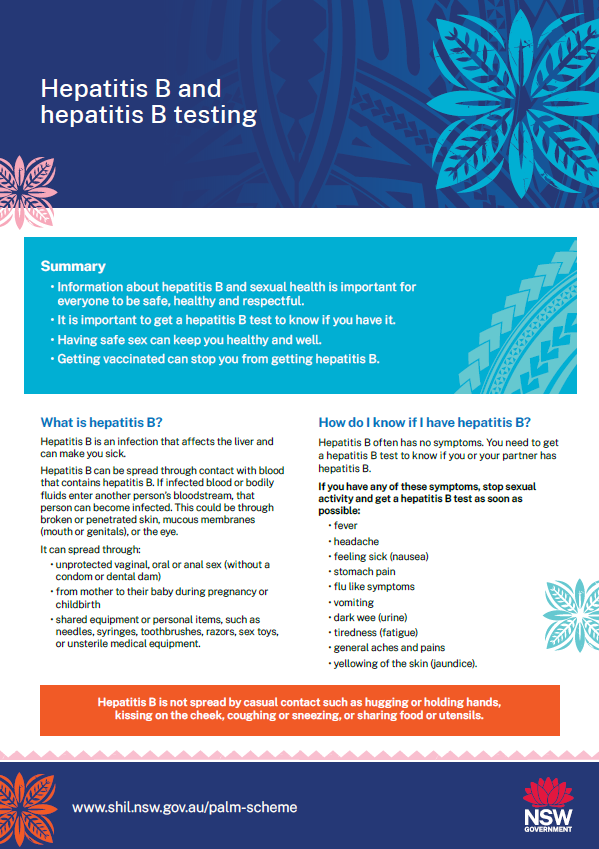 Hepatitis B and
hepatitis B testing
Summary
• Information about hepatitis B and sexual health is important for
everyone to be safe, healthy and respectful.
• It is important to get a hepatitis B test to know if you have it.
• Having safe sex can keep you healthy and well.
• Getting vaccinated can stop you from getting hepatitis B.
What is hepatitis B?
Hepatitis B is an infection that affects the liver and
can make you sick.
Hepatitis B can be spread through contact with blood
that contains hepatitis B. If infected blood or bodily
fluids enter another person's bloodstream, that
person can become infected. This could be through
broken or penetrated skin, mucous membranes
(mouth or genitals), or the eye.
It can spread through:
• unprotected vaginal, oral or anal sex (without a
condom or dental dam)
• from mother to their baby during pregnancy or
childbirth
• shared equipment or personal items, such as
needles, syringes, toothbrushes, razors, sex toys,
or unsterile medical equipment.
How do I know if I have hepatitis B?
Hepatitis B often has no symptoms. You need to get
a hepatitis B test to know if you or your partner has
hepatitis B.
If you have any of these symptoms, stop sexual
activity and get a hepatitis B test as soon as
possible:
• fever
• headache
• feeling sick (nausea)
• stomach pain
• flu like symptoms
• vomiting
• dark wee (urine)
• tiredness (fatigue)
• general aches and pains
• yellowing of the skin (jaundice).
Hepatitis B is not spread by casual contact such as hugging or holding hands,
kissing on the cheek, coughing or sneezing, or sharing food or utensils.
www.shil.nsw.gov.au/palm-scheme
NSW
GOVERNMENT